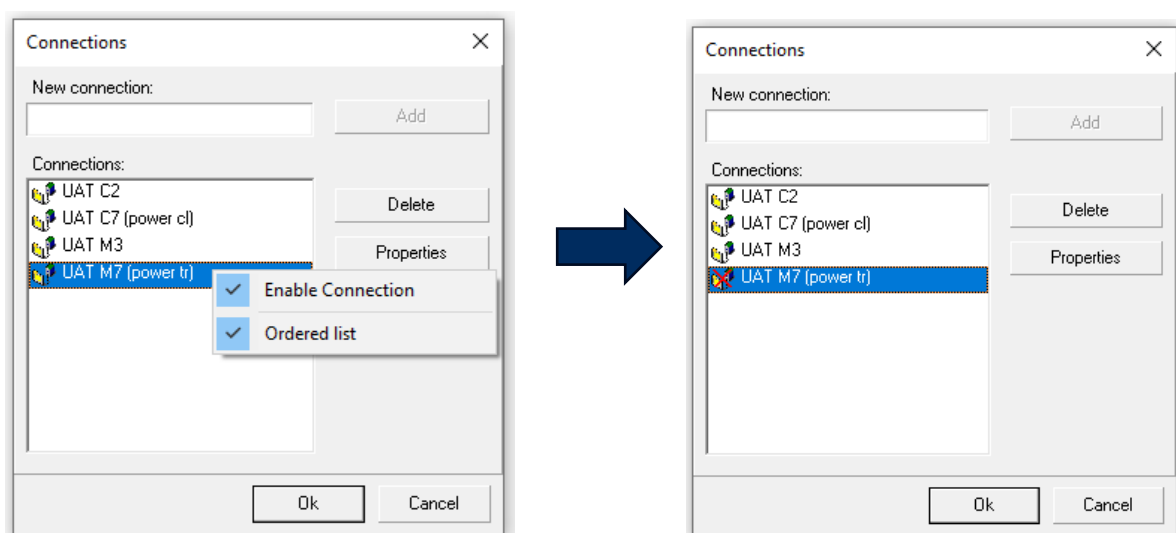 Connections
New connection:
Add
Connections:
UAT C2
UAT C7 (power cl)
UAT M3
UAT M7 (power tr)
Delete
Properties
Enable Connection
Ordered list
Ok
Cancel
Connections
New connection:
Add
Connections:
UAT C2
UAT C7 (power cl)
UAT M3
UAT M7 (power tr)
Delete
Properties
Ok
Cancel